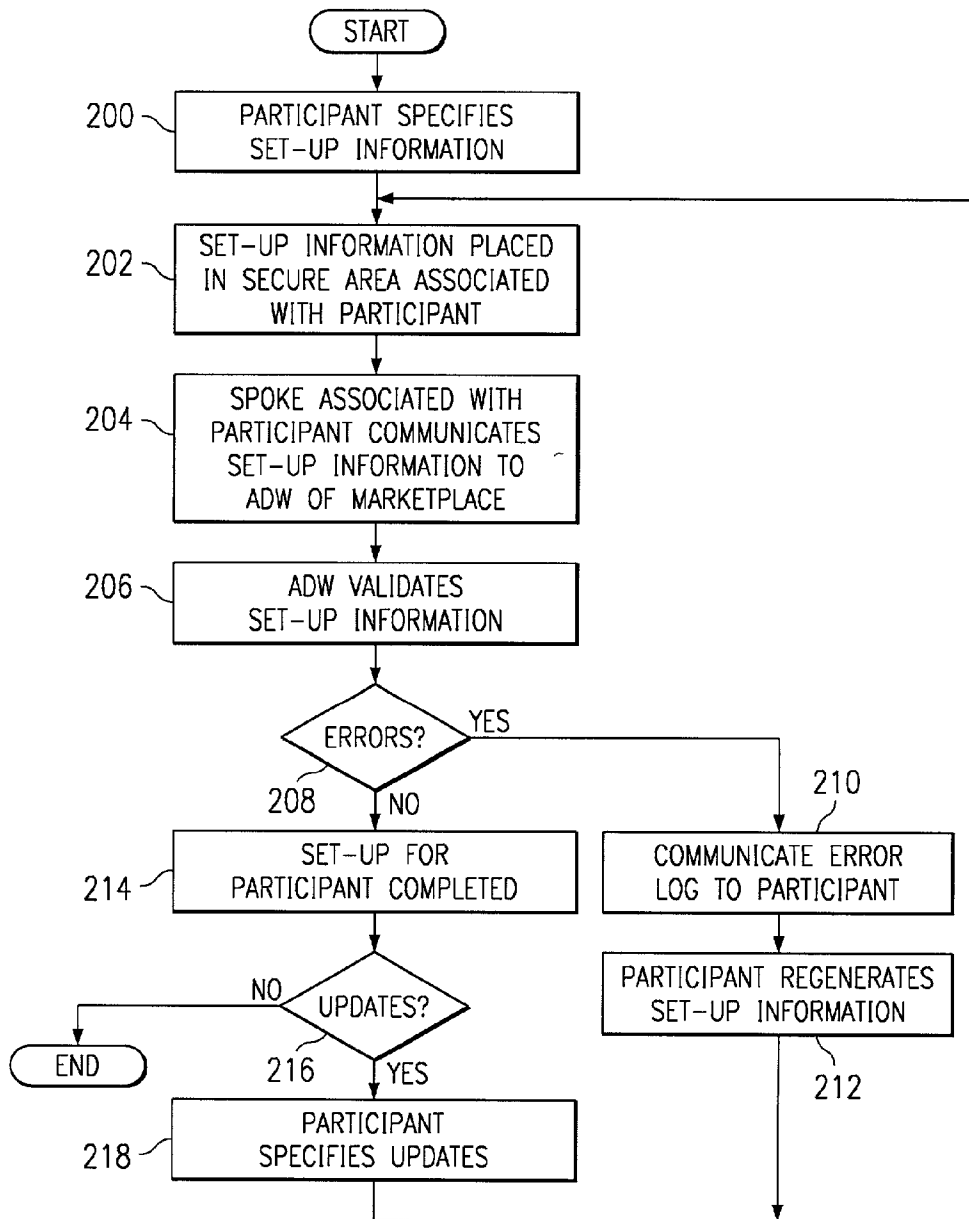 START
200
PARTICIPANT SPECIFIES
SET-UP INFORMATION
202
SET-UP INFORMATION PLACED
IN SECURE AREA ASSOCIATED
WITH PARTICIPANT
204
SPOKE ASSOCIATED WITH
PARTICIPANT COMMUNICATES
SET-UP INFORMATION TO
ADW OF MARKETPLACE
206
ADW VALIDATES
SET-UP INFORMATION
ERRORS?
YES
208
NO
210
214
SET-UP FOR
PARTICIPANT COMPLETED
COMMUNICATE ERROR
LOG TO PARTICIPANT
NO
UPDATES?
216
YES
END
PARTICIPANT REGENERATES
SET-UP INFORMATION
212
218
PARTICIPANT
SPECIFIES UPDATES